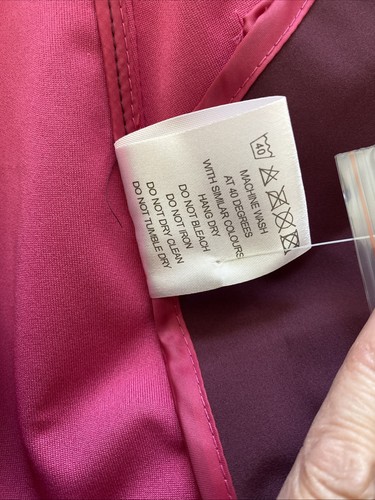 40
MACHINE WASH
AT 40 DEGREES
WITH SIMILAR COLOURS
HANG DRY
DO NOT BLEACH
DO NOT IRON
DO NOT DRY CLEAN
DO NOT TUMBLE DRY